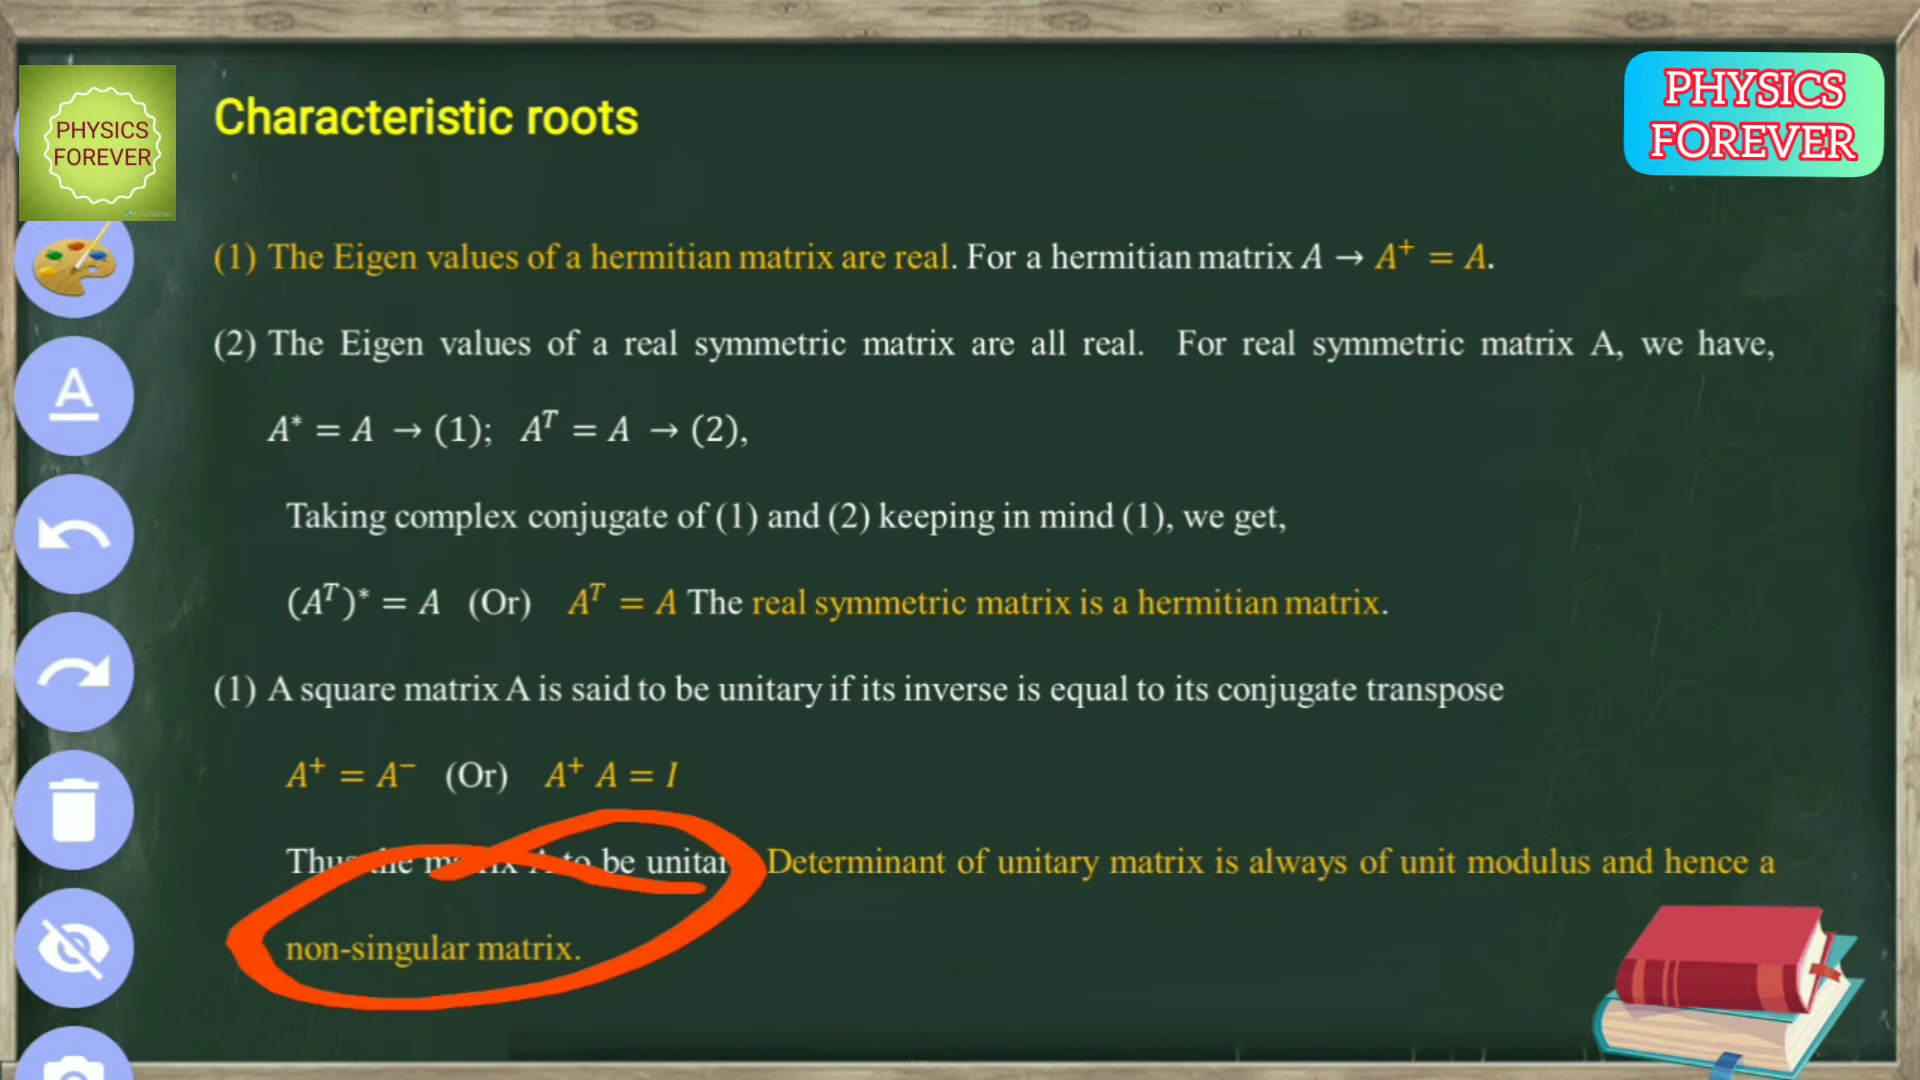 PHYSICS
FOREVER
Characteristic roots
PHYSICS
FOREVER
(1) The Eigen values of a hermitian matrix are real. For a hermitian matrix A → A⁺ = A.
(2) The Eigen values of a real symmetric matrix are all real. For real symmetric matrix A, we have,
A* = A → (1); Aᵀ = A → (2),
Taking complex conjugate of (1) and (2) keeping in mind (1), we get,
(Aᵀ)* = A (Or) Aᵀ = A The real symmetric matrix is a hermitian matrix.
(1) A square matrix A is said to be unitary if its inverse is equal to its conjugate transpose
A⁺ = A⁻ (Or) A⁺ A = I
be Determinant of unitary matrix is always of unit modulus and hence a
non-singular matrix.
A